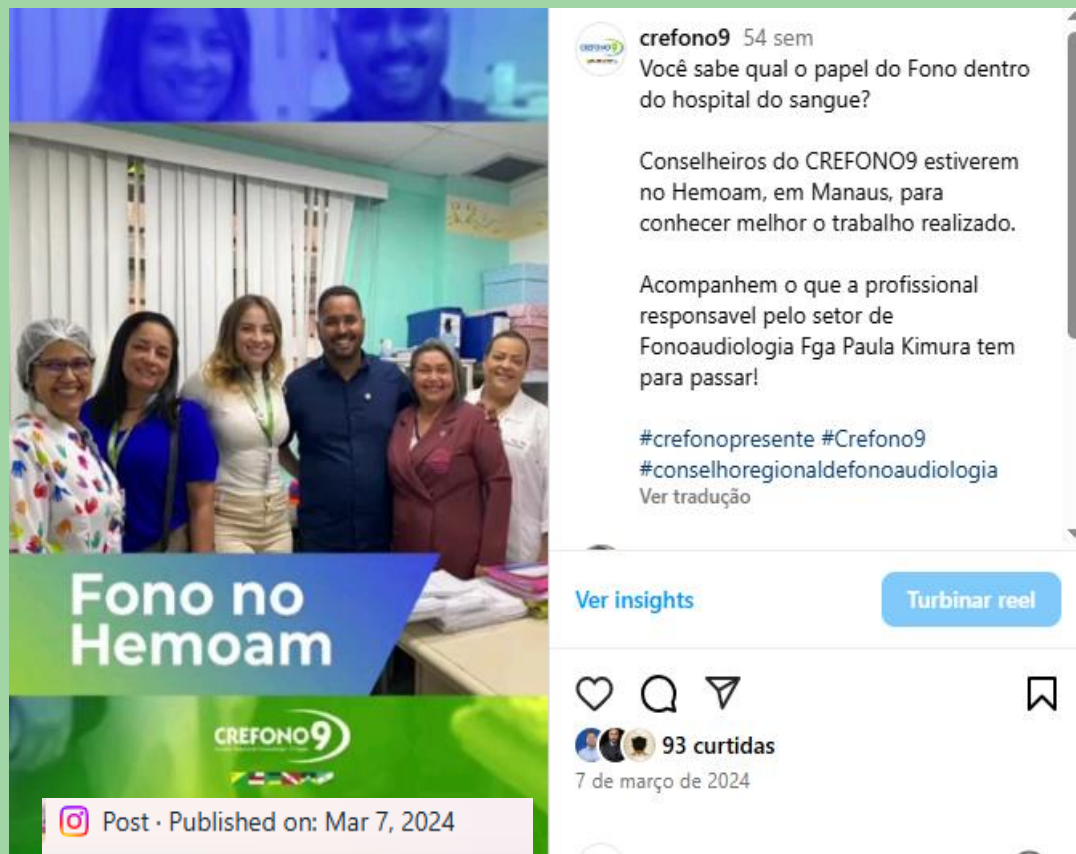 Fono no
Hemoam
CREFONO9
Post · Published on: Mar 7, 2024
CREFONO9
crefono9 54 sem
Você sabe qual o papel do Fono dentro
do hospital do sangue?
Conselheiros do CREFONO9 estiverem
no Hemoam, em Manaus, para
conhecer melhor o trabalho realizado.
Acompanhem o que a profissional
responsavel pelo setor de
Fonoaudiologia Fga Paula Kimura tem
para passar!
#crefonopresente #Crefono9
#conselhoregionaldefonoaudiologia
Ver tradução
Ver insights
Turbinar reel
93 curtidas
7 de março de 2024